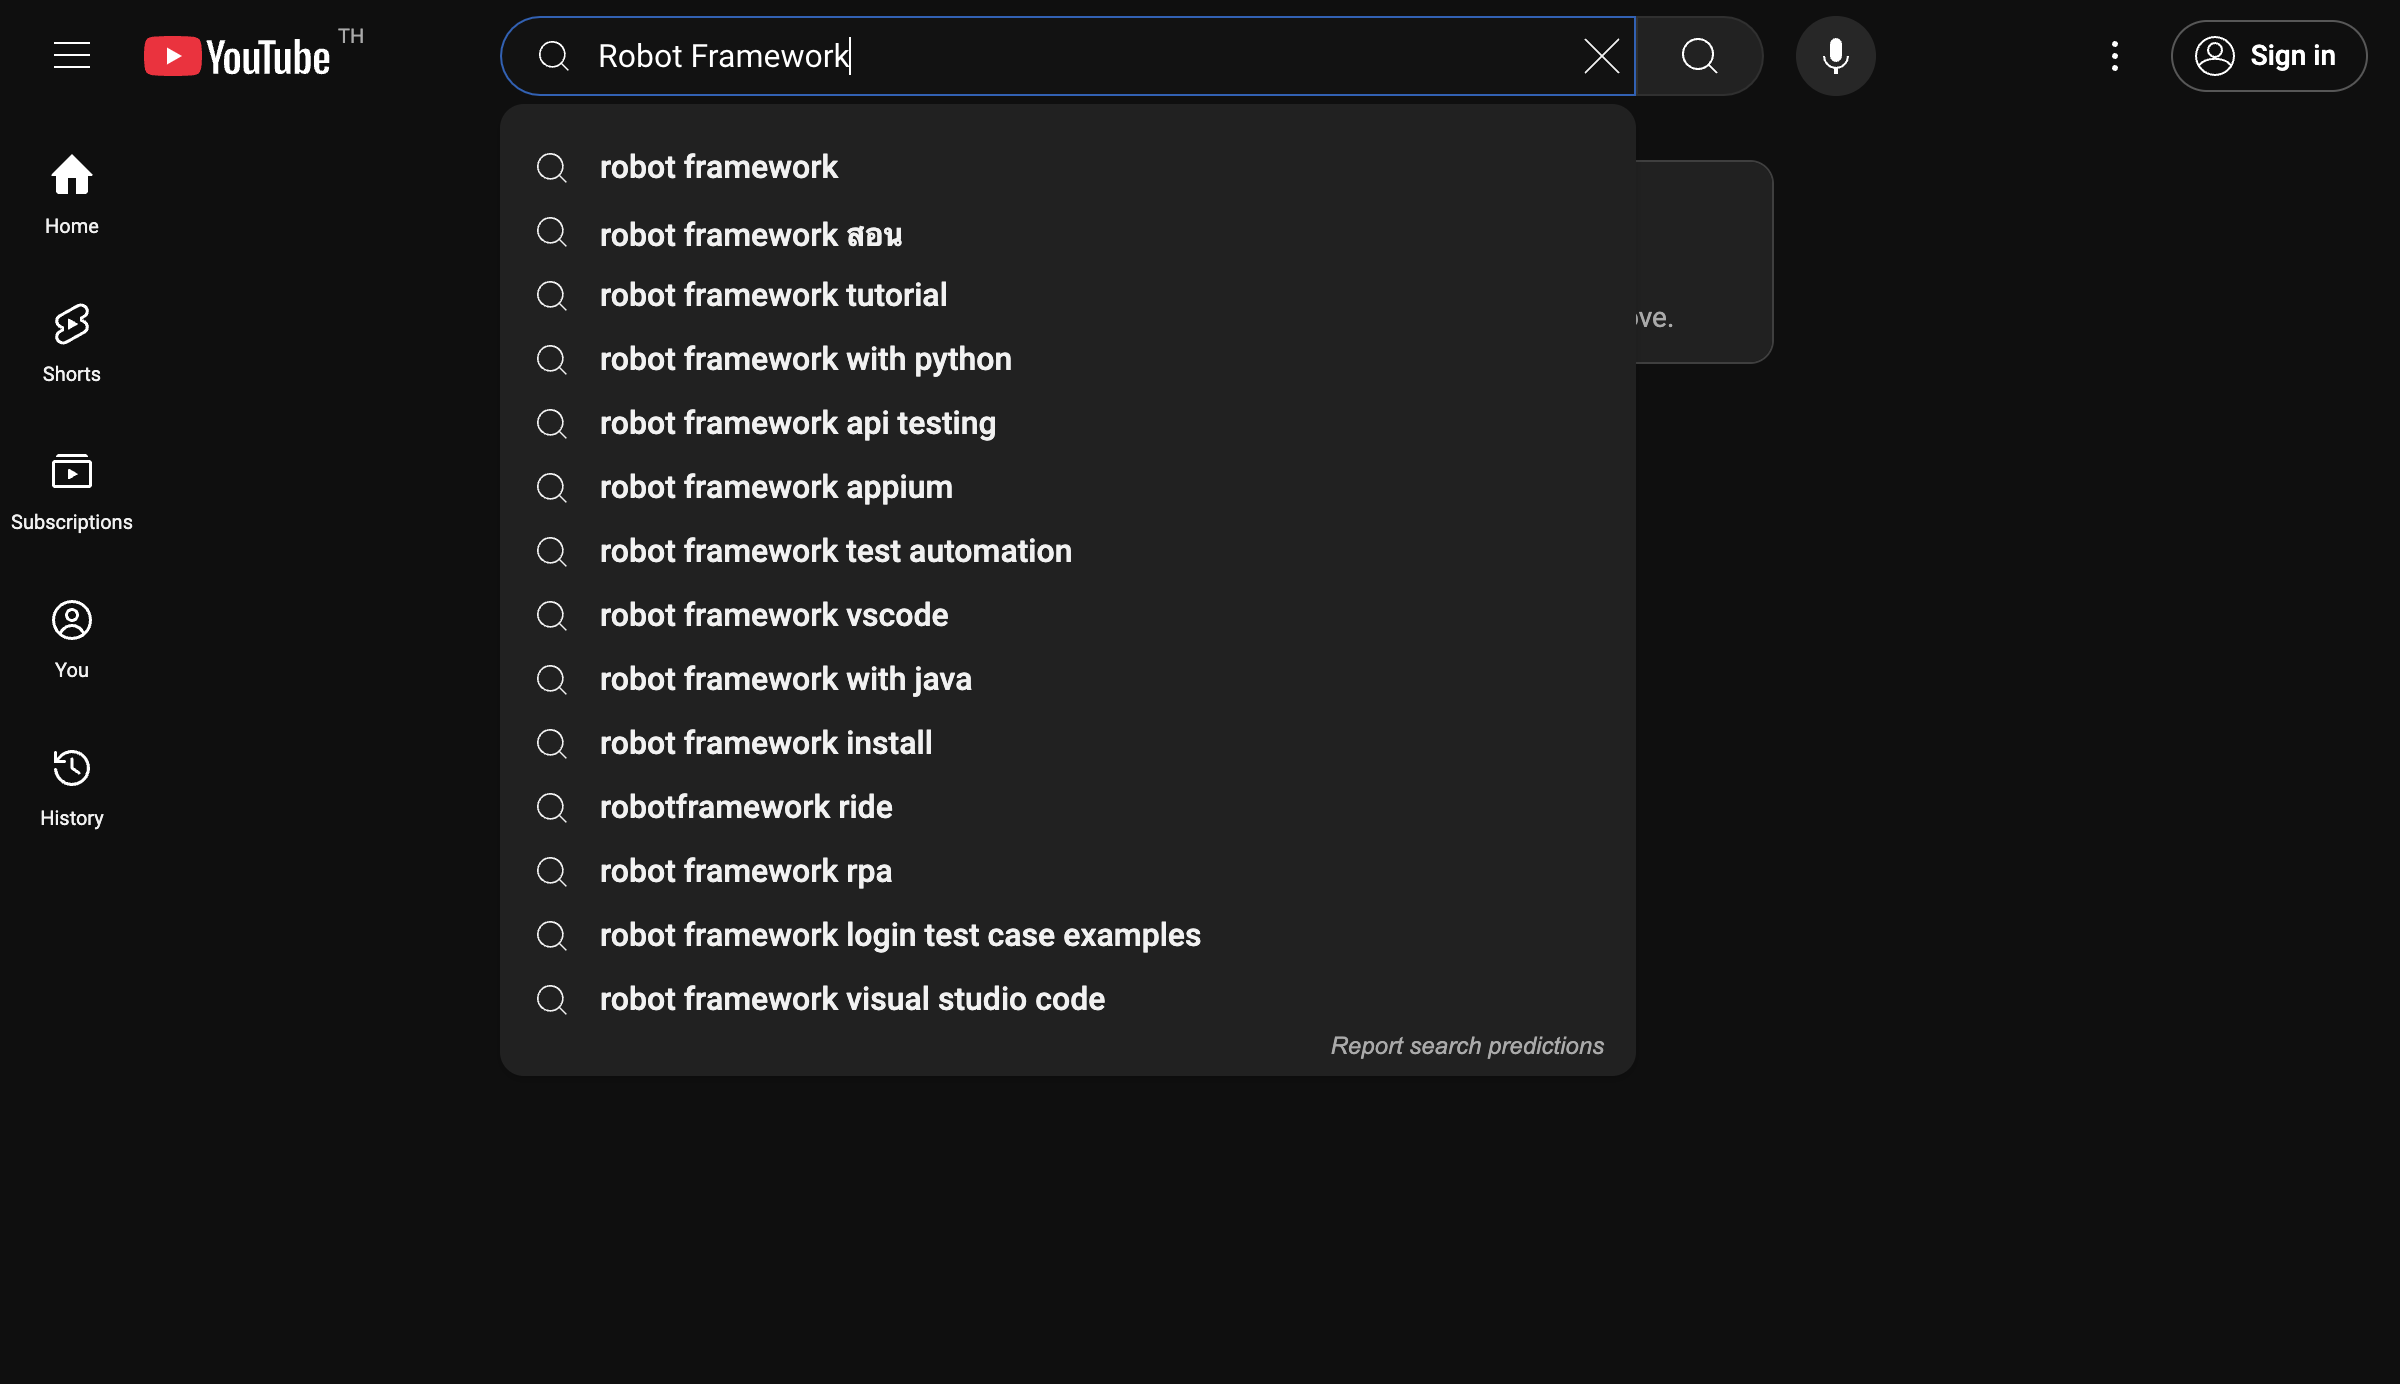 YouTube TH
Robot Framework
Sign in
Home
Shorts
Subscriptions
You
History
robot framework
robot framework สอน
robot framework tutorial
robot framework with python
robot framework api testing
robot framework appium
robot framework test automation
robot framework vscode
robot framework with java
robot framework install
robotframework ride
robot framework rpa
robot framework login test case examples
robot framework visual studio code
Report search predictions